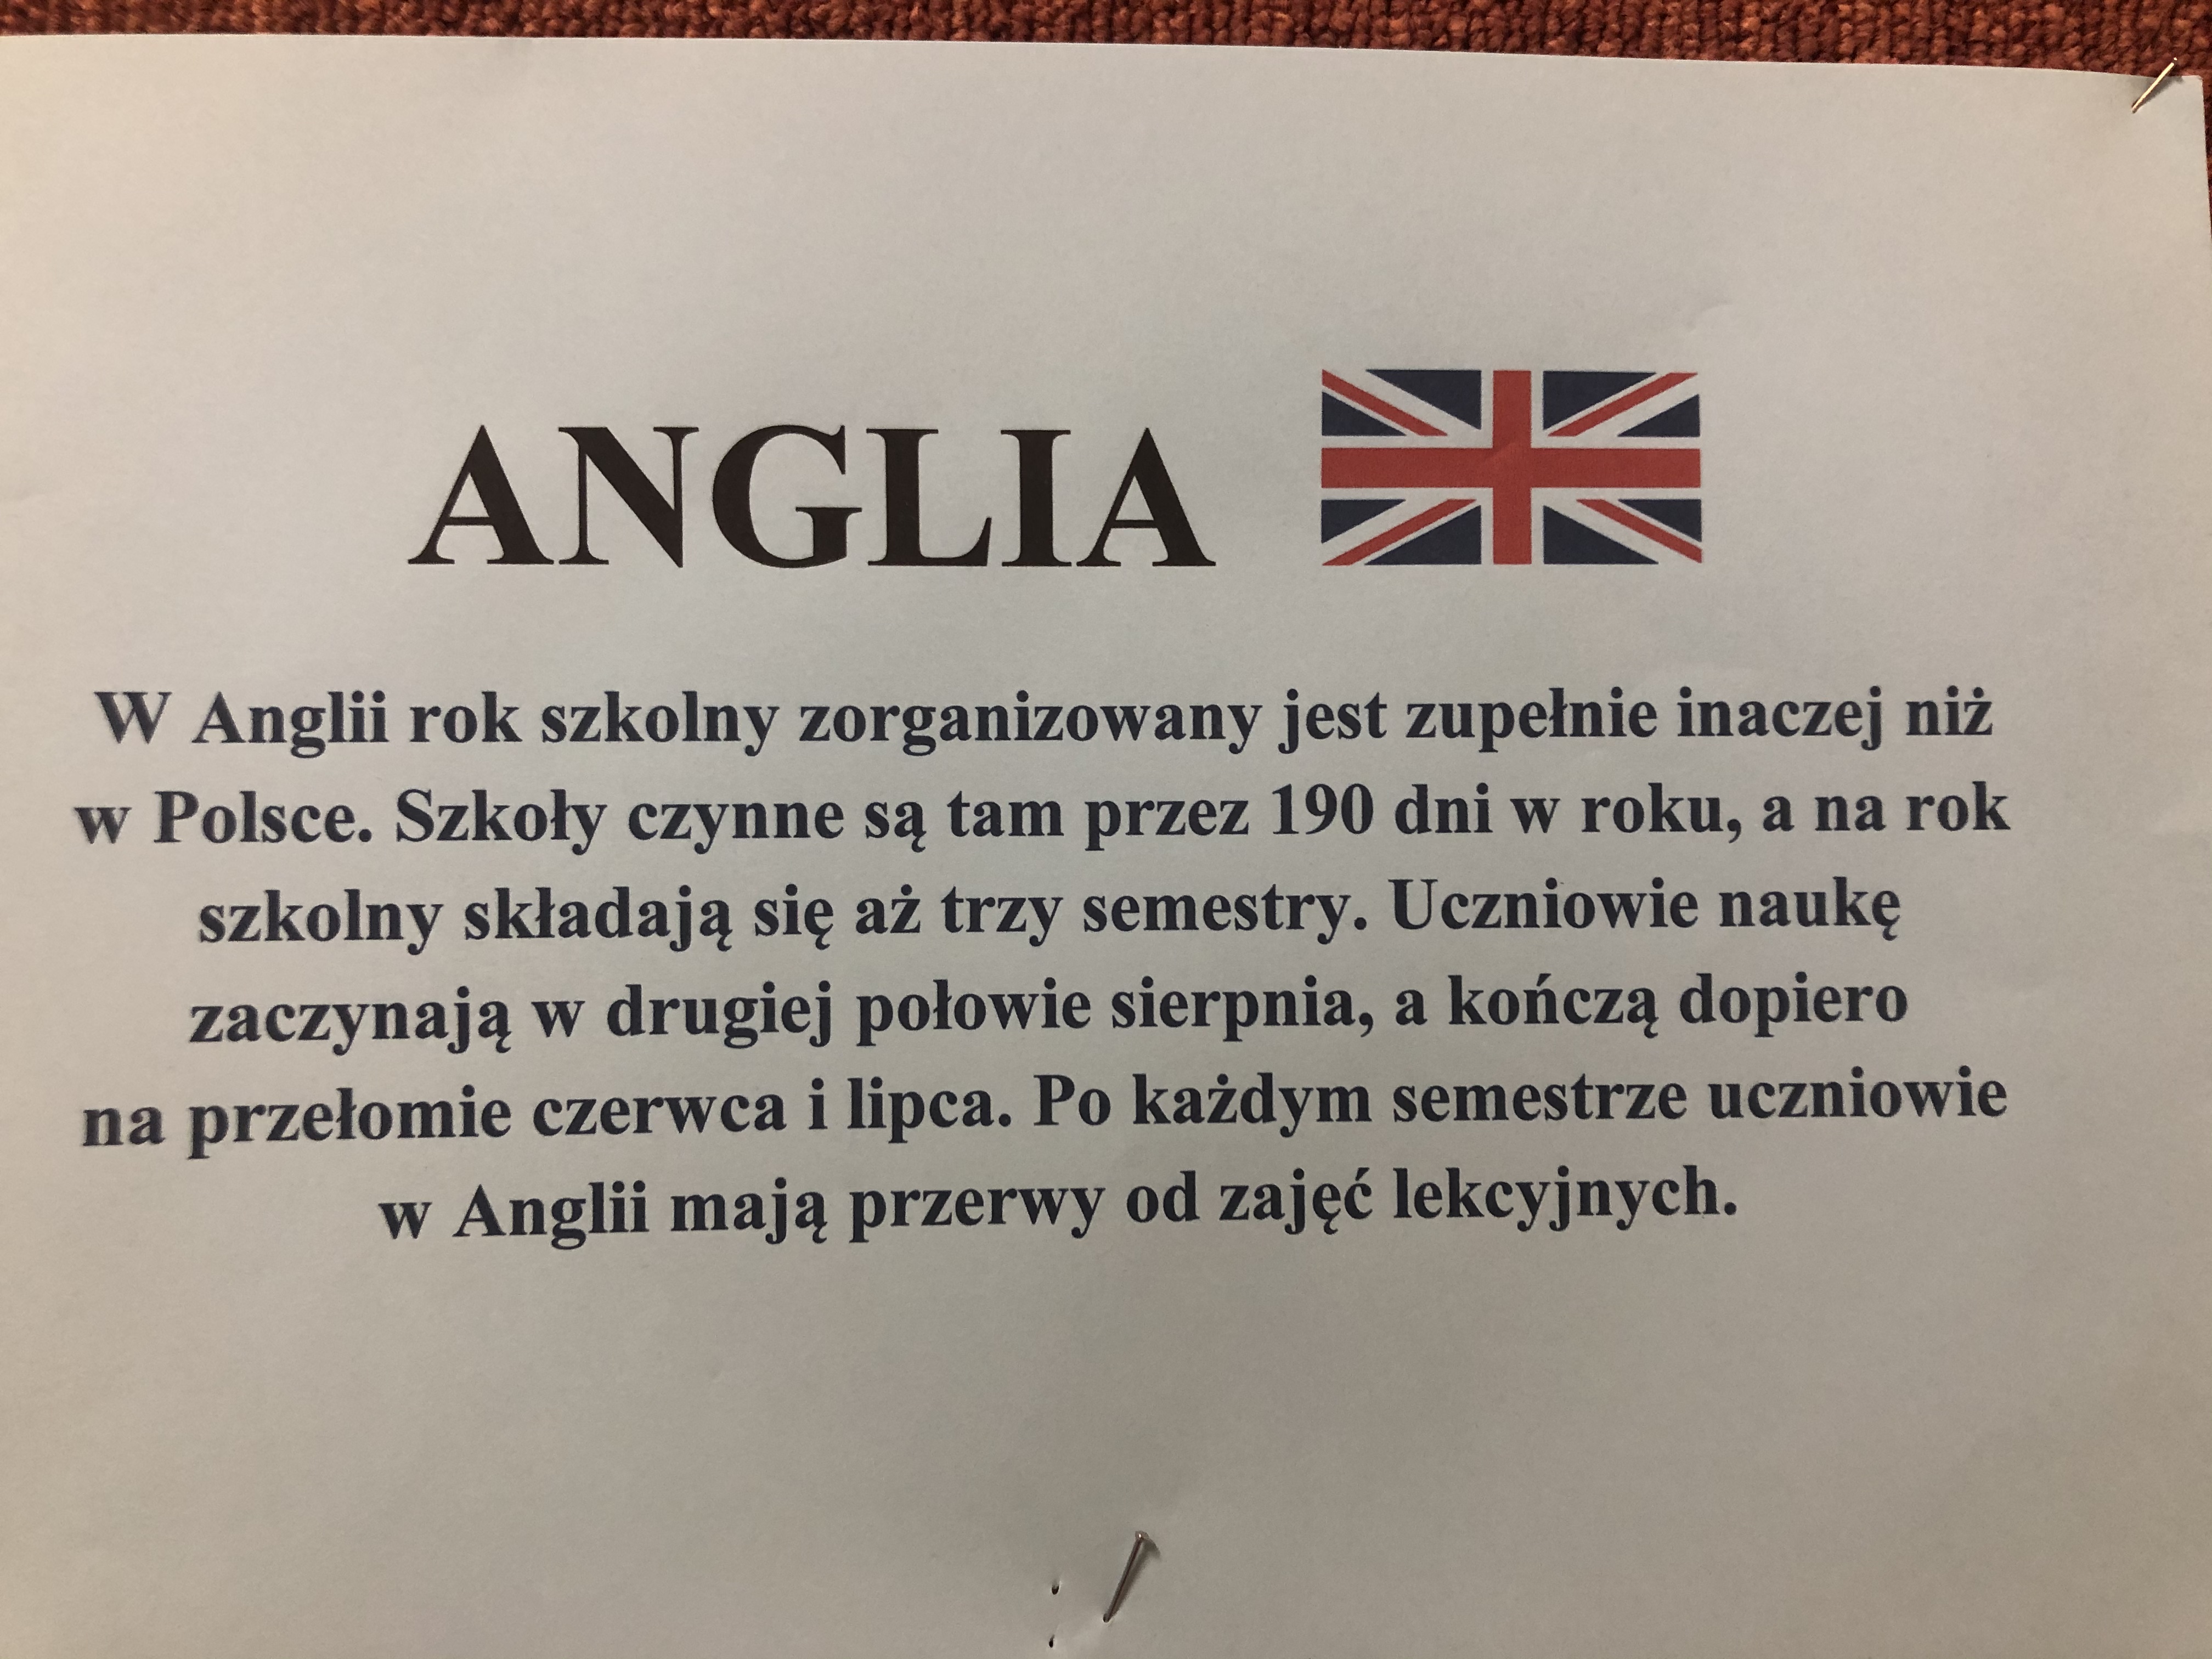 ANGLIA
W Anglii rok szkolny zorganizowany jest zupełnie inaczej niż
w Polsce. Szkoły czynne są tam przez 190 dni w roku, a na rok
szkolny składają się aż trzy semestry. Uczniowie naukę
zaczynają w drugiej połowie sierpnia, a kończą dopiero
na przełomie czerwca i lipca. Po każdym semestrze uczniowie
w Anglii mają przerwy od zajęć lekcyjnych.